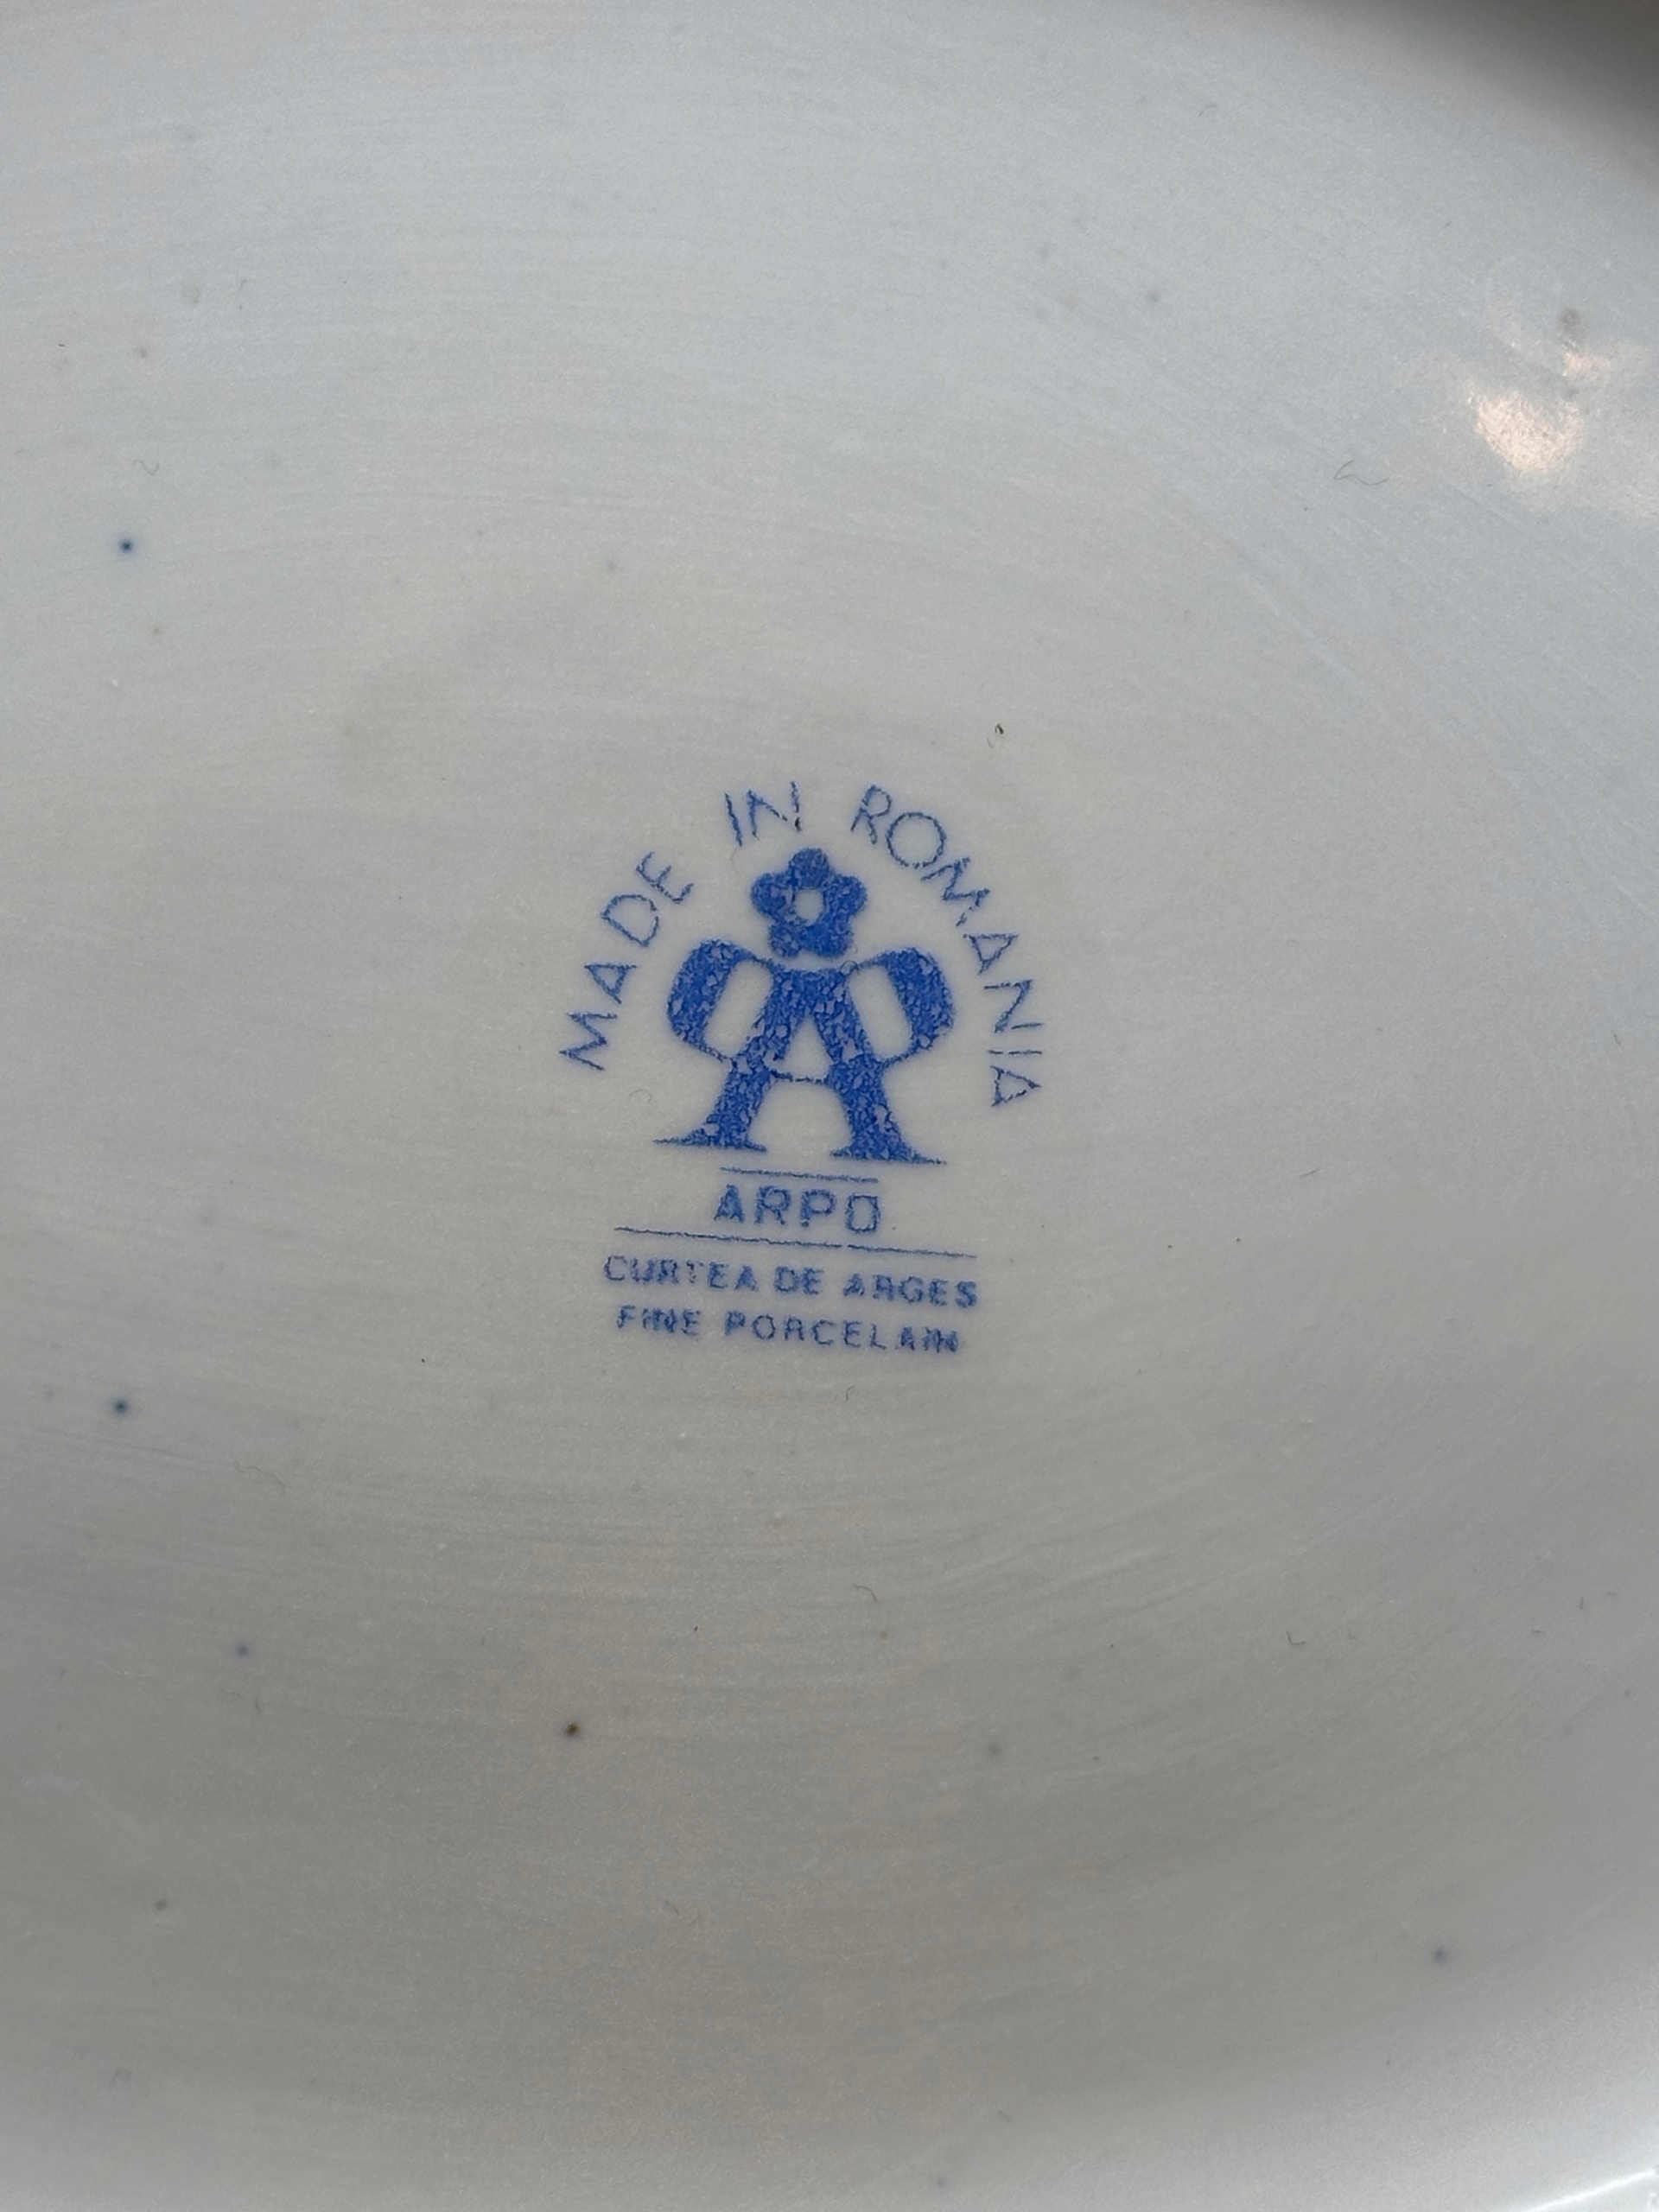 MADE IN ROMANIA
ARPO
CURTEA DE ARGES
FINE PORCELAIN